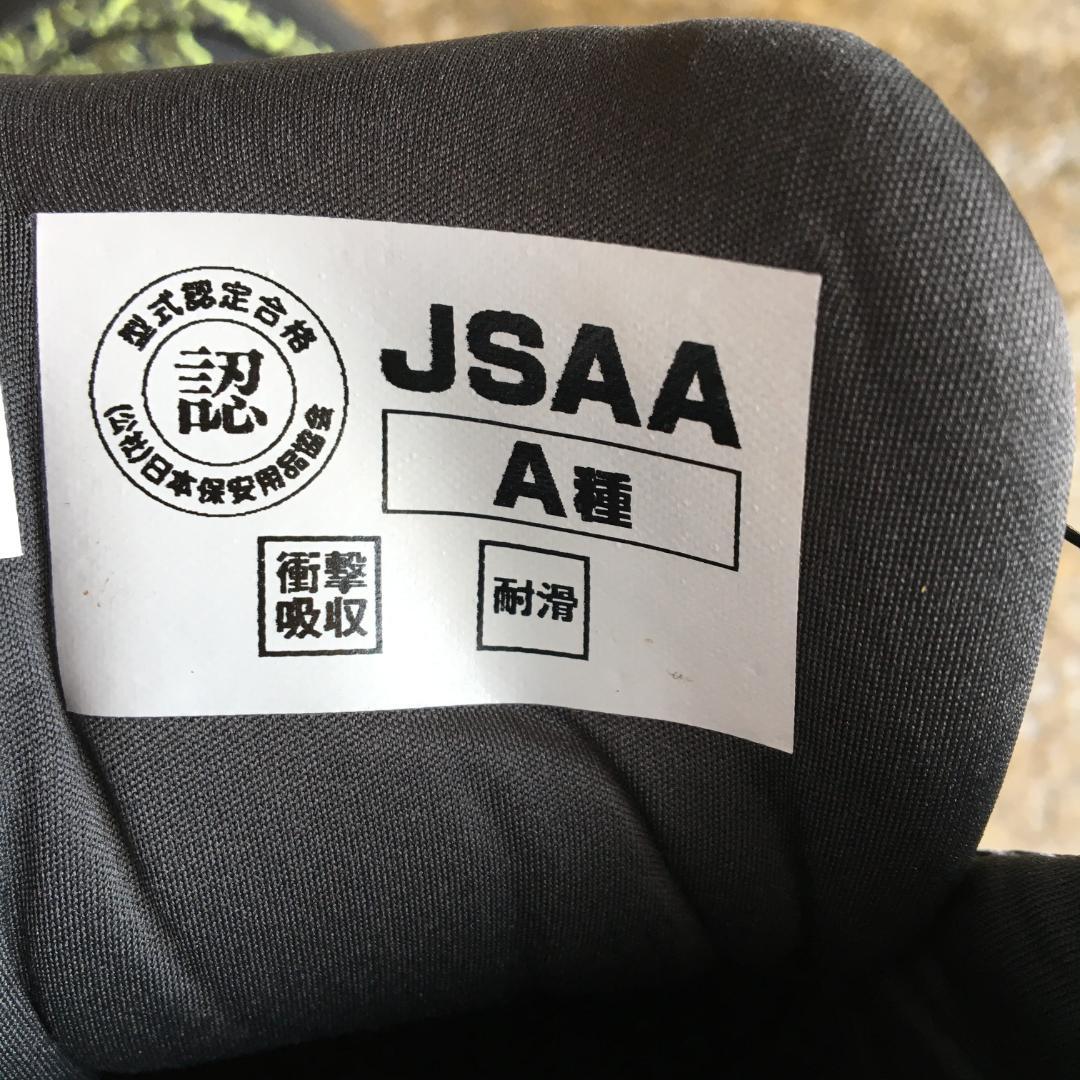 型式認定合格
認
(公社)日本保安用品協会
JSAA
A種
衝撃
吸収
耐滑